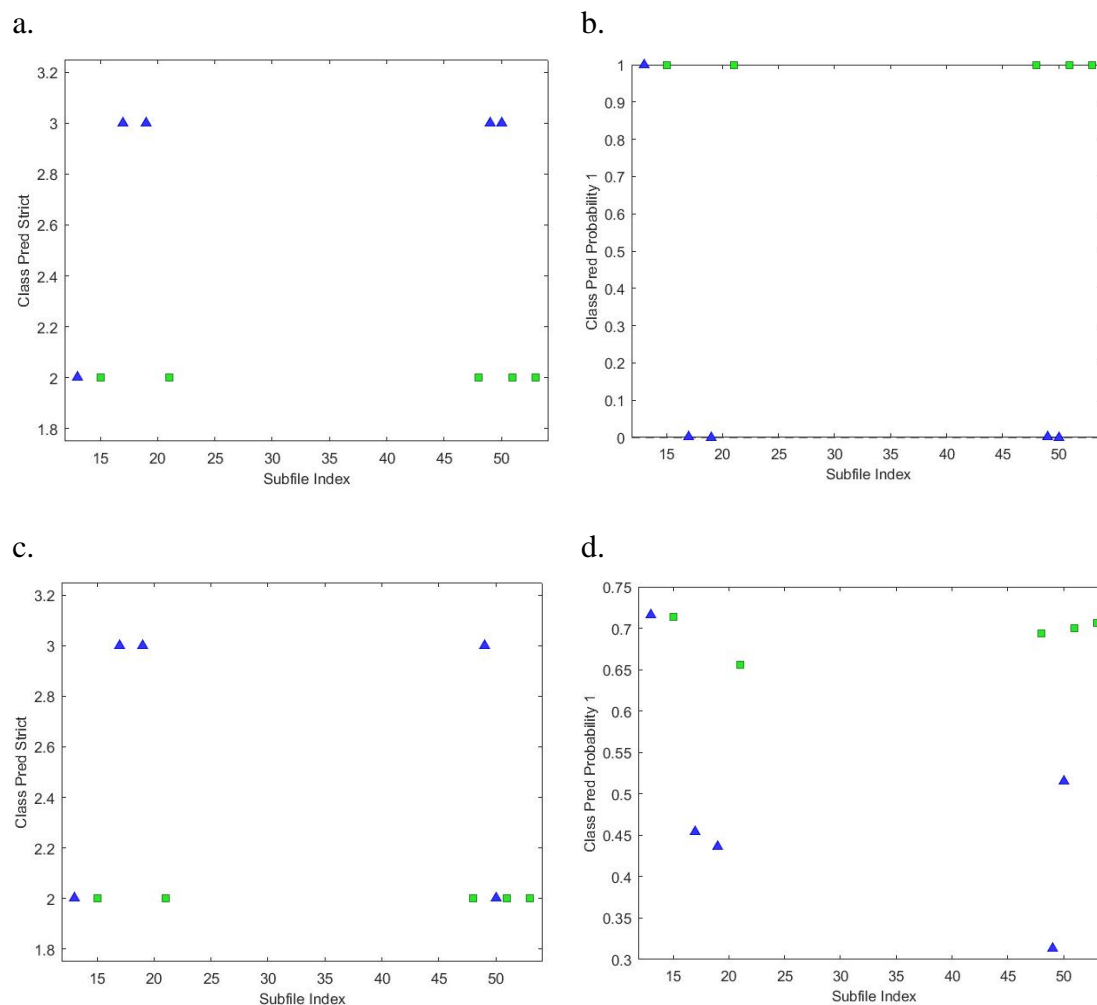 a.
3.2
3
2.8
2.6
2.4
2.2
2
1.8
Class Pred Strict
15 20 25 30 35 40 45 50
Subfile Index
b.
1
0.9
0.8
0.7
0.6
0.5
0.4
0.3
0.2
0.1
0
Class Pred Probability 1
15 20 25 30 35 40 45 50
Subfile Index
c.
3.2
3
2.8
2.6
2.4
2.2
2
1.8
Class Pred Strict
15 20 25 30 35 40 45 50
Subfile Index
d.
0.75
0.7
0.65
0.6
0.55
0.5
0.45
0.4
0.35
0.3
Class Pred Probability 1
15 20 25 30 35 40 45 50
Subfile Index